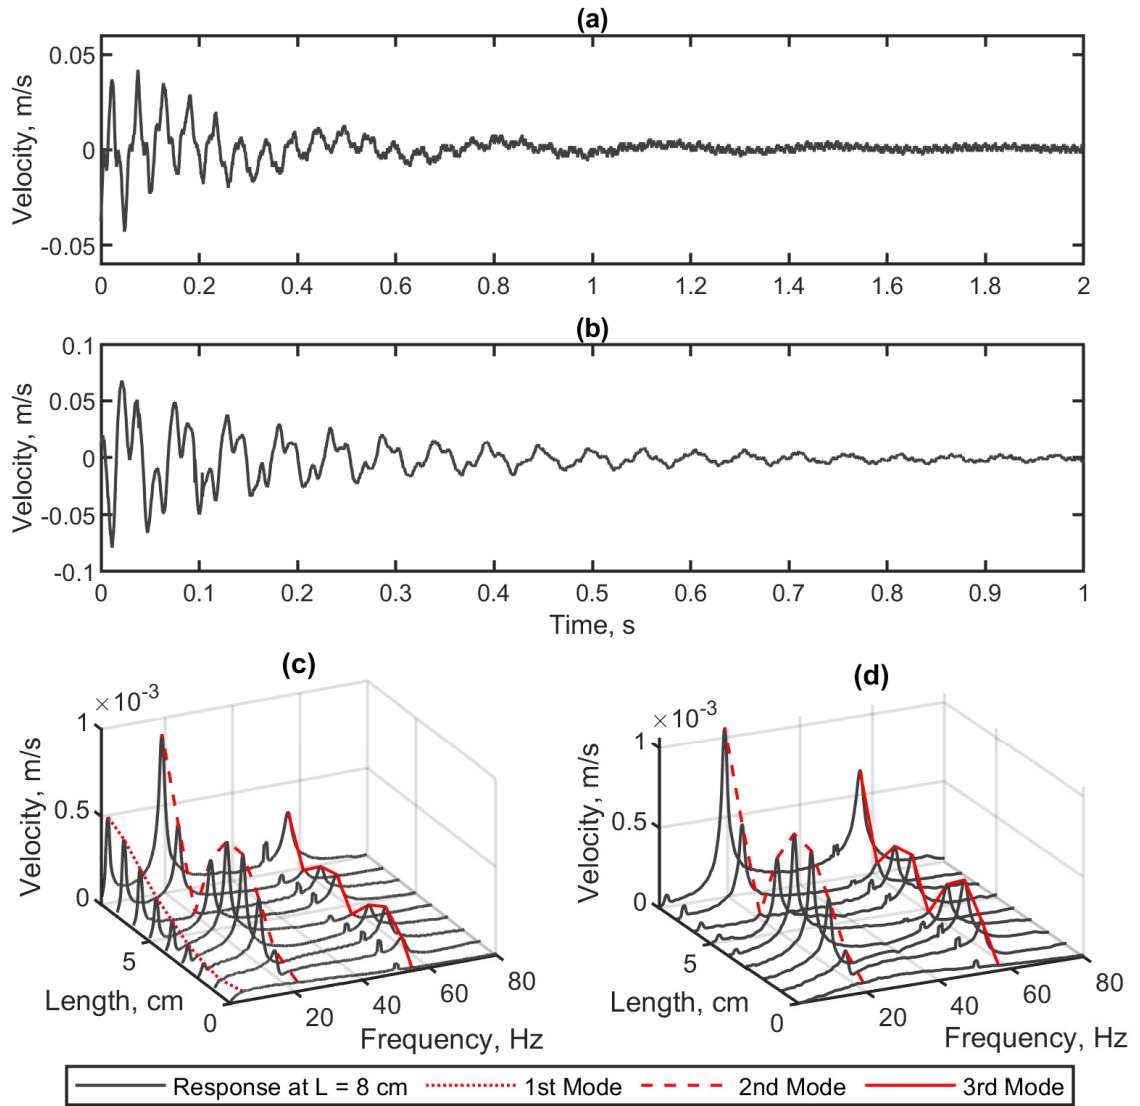 (a)
Velocity, m/s
0.05
0
-0.05
0 0.2 0.4 0.6 0.8 1 1.2 1.4 1.6 1.8 2
(b)
Velocity, m/s
0.1
0.05
0
-0.05
-0.1
0 0.1 0.2 0.3 0.4 0.5 0.6 0.7 0.8 0.9 1
Time, s
(c)
×10-3
Velocity, m/s
1
0.5
0
5
0
Length, cm
20 40 60 80
Frequency, Hz
(d)
×10-3
Velocity, m/s
1
0.5
0
5
0
Length, cm
20 40 60 80
Frequency, Hz
Response at L = 8 cm 1st Mode 2nd Mode 3rd Mode